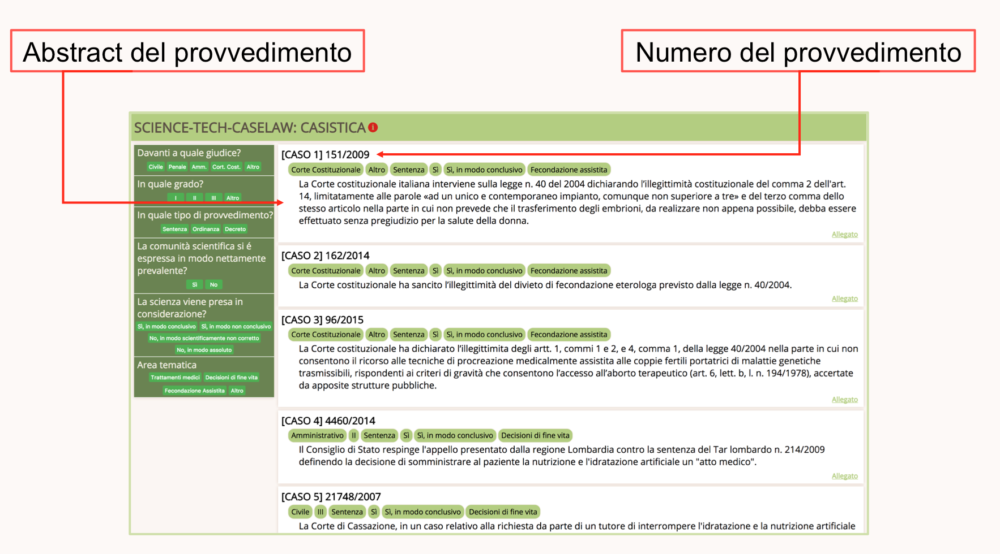 Abstract del provvedimento
Numero del provvedimento
SCIENCE-TECH-CASELAW: CASISTICA i
Davanti a quale giudice?
Civile Penale Amm. Cort. Cost. Altro
In quale grado?
I II III Altro
In quale tipo di provvedimento?
Sentenza Ordinanza Decreto
La comunità scientifica si é
espressa in modo nettamente
prevalente?
Sì No
La scienza viene presa in
considerazione?
Sì, in modo conclusivo Sì, in modo non conclusivo
No, in modo scientificamente non corretto
No, in modo assoluto
Area tematica
Trattamenti medici Decisioni di fine vita
Fecondazione Assistita Altro
[CASO 1] 151/2009
Corte Costituzionale Altro Sentenza Sì Sì, in modo conclusivo Fecondazione assistita
La Corte costituzionale italiana interviene sulla legge n. 40 del 2004 dichiarando l’illegittimità costituzionale del comma 2 dell'art.
14, limitatamente alle parole «ad un unico e contemporaneo impianto, comunque non superiore a tre» e del terzo comma dello
stesso articolo nella parte in cui non prevede che il trasferimento degli embrioni, da realizzare non appena possibile, debba essere
effettuato senza pregiudizio per la salute della donna.
Allegato
[CASO 2] 162/2014
Corte Costituzionale Altro Sentenza Sì Sì, in modo conclusivo Fecondazione assistita
La Corte costituzionale ha sancito l’illegittimità del divieto di fecondazione eterologa previsto dalla legge n. 40/2004.
Allegato
[CASO 3] 96/2015
Corte Costituzionale Altro Sentenza Sì Sì, in modo conclusivo Fecondazione assistita
La Corte costituzionale ha dichiarato l’illegittimita degli artt. 1, commi 1 e 2, e 4, comma 1, della legge 40/2004 nella parte in cui non
consentono il ricorso alle tecniche di procreazione medicalmente assistita alle coppie fertili portatrici di malattie genetiche
trasmissibili, rispondenti ai criteri di gravità che consentono l’accesso all’aborto terapeutico (art. 6, lett. b, l. n. 194/1978), accertate
da apposite strutture pubbliche.
Allegato
[CASO 4] 4460/2014
Amministrativo II Sentenza Sì Sì, in modo conclusivo Decisioni di fine vita
Il Consiglio di Stato respinge l'appello presentato dalla regione Lombardia contro la sentenza del Tar lombardo n. 214/2009
definendo la decisione di somministrare al paziente la nutrizione e l'idratazione artificiale un "atto medico".
Allegato
[CASO 5] 21748/2007
Civile III Sentenza Sì Sì, in modo conclusivo Decisioni di fine vita
La Corte di Cassazione, in un caso relativo alla richiesta da parte di un tutore di interrompere l'idratazione e la nutrizione artificiale